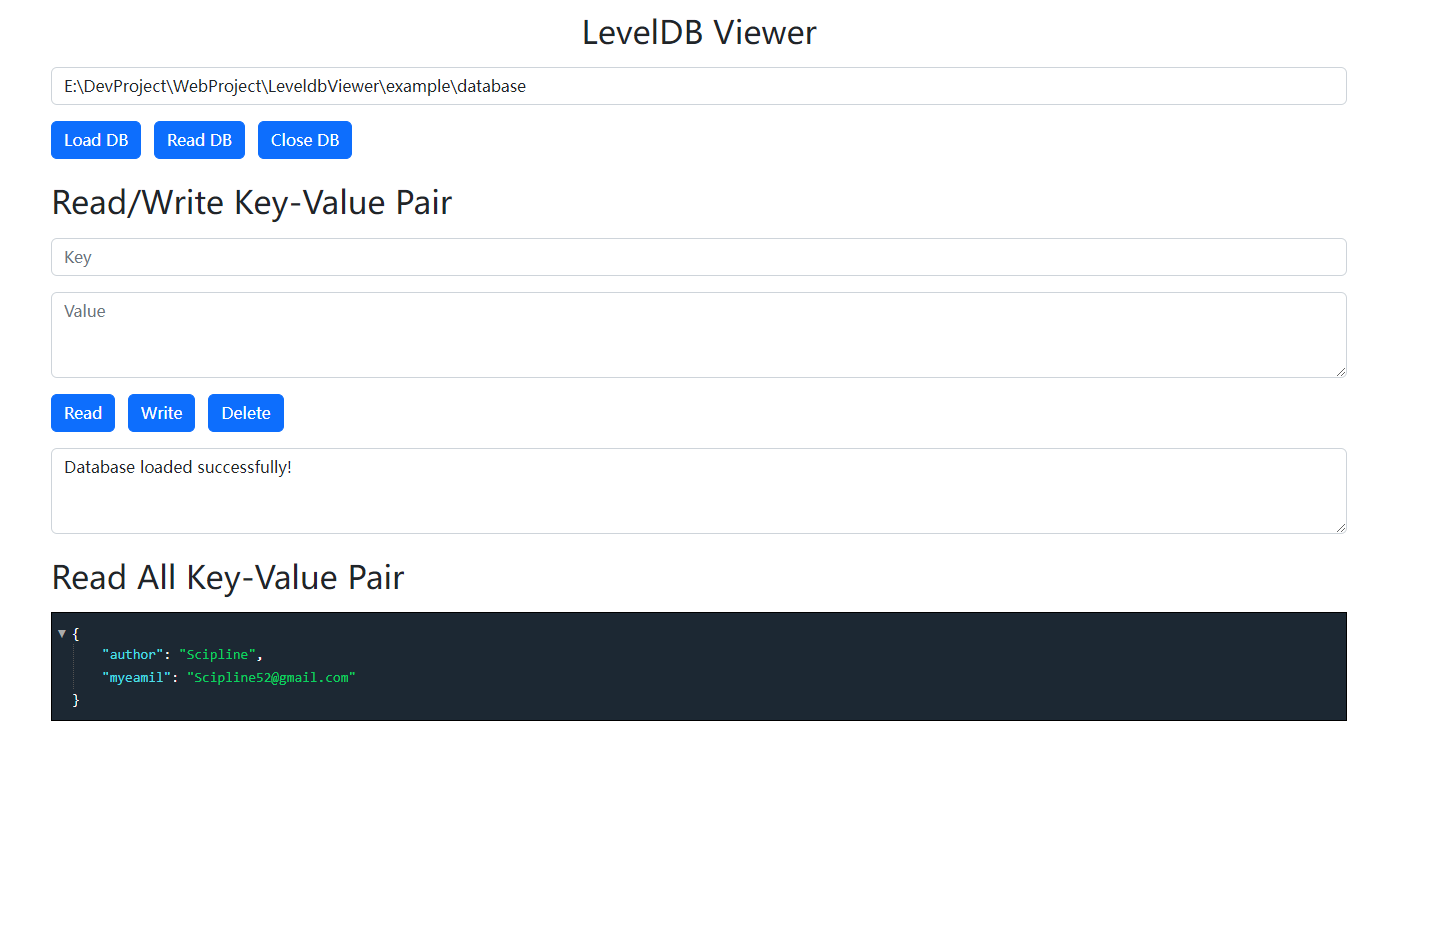 LevelDB Viewer
E:\DevProject\WebProject\LeveldbViewer\example\database
Load DB Read DB Close DB
Read/Write Key-Value Pair
Key
Value
Read Write Delete
Database loaded successfully!
Read All Key-Value Pair
{
"author": "Scipline",
"myeamil": "Scipline52@gmail.com"
}